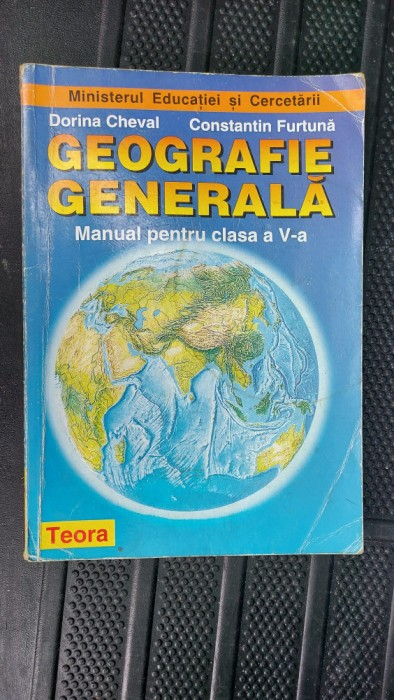 Ministerul Educației și Cercetării
Dorina Cheval Constantin Furtună
GEOGRAFIE
GENERALĂ
Manual pentru clasa a V-a
Teora